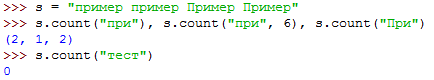 >>> s = "пример пример Пример Пример"
>>> s.count("при"), s.count("при", 6), s.count("При")
(2, 1, 2)
>>> s.count("тест")
0